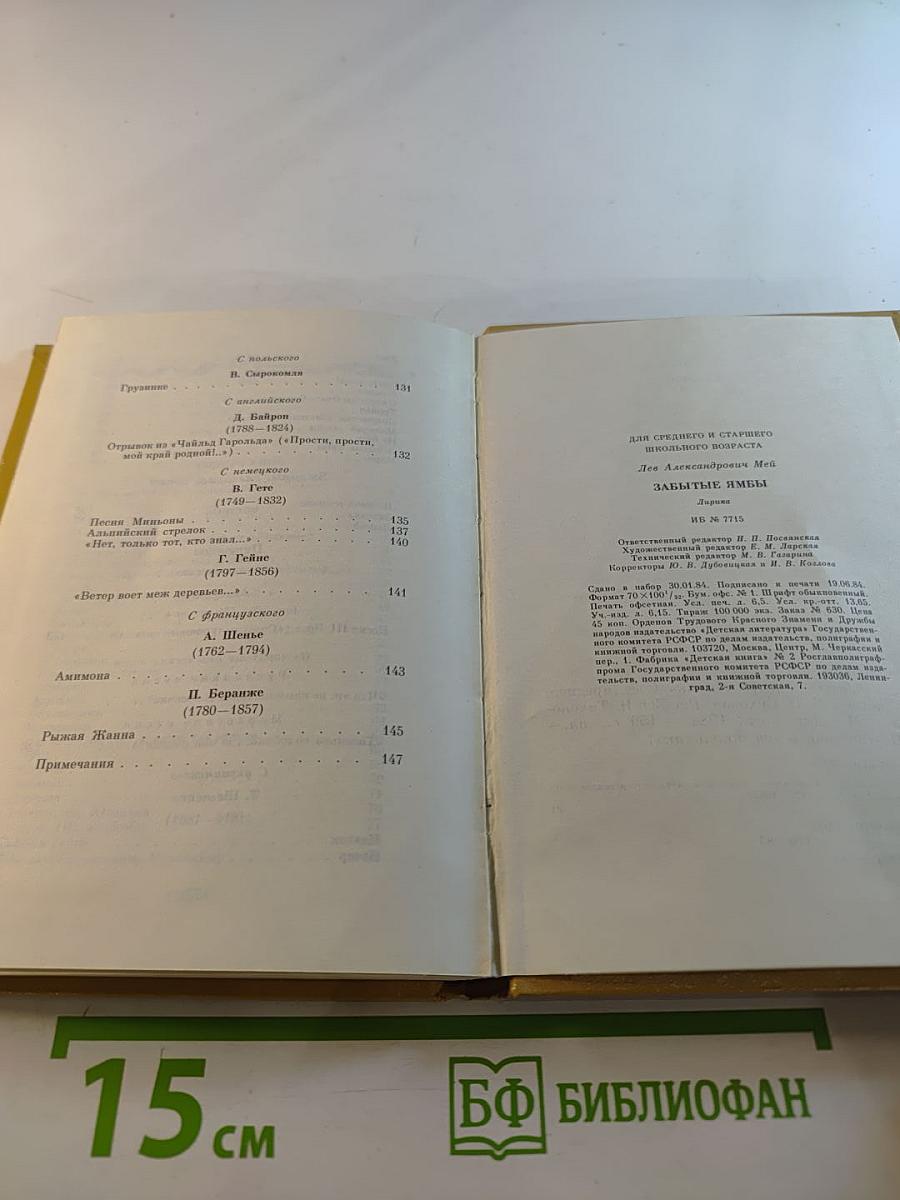 С польского
В. Сырокомля
Грузинке . . . . . . . . . . . . . . 131
С английского
Д. Байрон
(1788—1824)
Отрывок из «Чайльд Гарольда» («Прости, прости,
мой край родной!..») . . . . . . . . . . 132
С немецкого
В. Гете
(1749—1832)
Песня Миньоны . . . . . . . . . . . . 135
Альпийский стрелок . . . . . . . . . . . 137
«Нет, только тот, кто знал...» . . . . . . . . 140
Г. Гейне
(1797—1856)
«Ветер воет меж деревьев...» . . . . . . . . 141
С французского
А. Шенье
(1762—1794)
Амимона . . . . . . . . . . . . . . 143
П. Беранже
(1780—1857)
Рыжая Жанна . . . . . . . . . . . . 145
Примечания . . . . . . . . . . . . . 147
ДЛЯ СРЕДНЕГО И СТАРШЕГО
ШКОЛЬНОГО ВОЗРАСТА
Лев Александрович Мей
ЗАБЫТЫЕ ЯМБЫ
Лирика
ИБ № 7715
Ответственный редактор Н. П. Посванская
Художественный редактор Е. М. Ларская
Технический редактор М. В. Гагарина
Корректоры Ю. В. Дубовицкая и И. В. Козлова
Сдано в набор 30.01.84. Подписано к печати 19.06.84.
Формат 70×100¹/₃₂. Бум. офс. № 1. Шрифт обыкновенный.
Печать офсетная. Усл. печ. л. 6,5. Усл. кр.-отт. 13,65.
Уч.-изд. л. 6,15. Тираж 100 000 экз. Заказ № 630. Цена
45 коп. Орденов Трудового Красного Знамени и Дружбы
народов издательство «Детская литература» Государствен-
ного комитета РСФСР по делам издательств, полиграфии и
книжной торговли. 103720, Москва, Центр, М. Черкасский
пер., 1. Фабрика «Детская книга» № 2 Росглавполиграф-
прома Государственного комитета РСФСР по делам изда-
тельств, полиграфии и книжной торговли. 193036, Ленин-
град, 2-я Советская, 7.
15 см
БФ БИБЛИОФАН